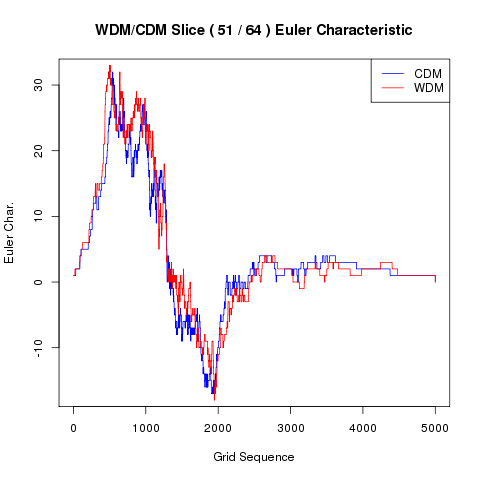 WDM/CDM Slice ( 51 / 64 ) Euler Characteristic
CDM
WDM
Euler Char.
30
20
10
0
-10
0 1000 2000 3000 4000 5000
Grid Sequence